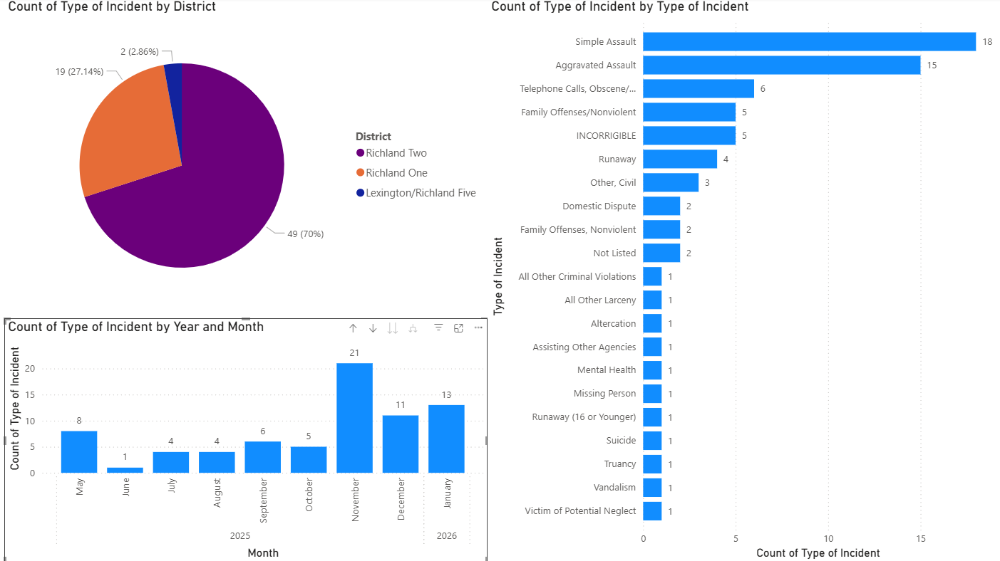 Count of Type of Incident by District
2 (2.86%)
19 (27.14%)
49 (70%)
District
Richland Two
Richland One
Lexington/Richland Five
Count of Type of Incident by Year and Month
Count of Type of Incident
20
15
10
5
0
8
1
4
4
6
5
21
11
13
May
June
July
August
September
October
November
December
January
2025
2026
Month
Count of Type of Incident by Type of Incident
Type of Incident
Simple Assault 18
Aggravated Assault 15
Telephone Calls, Obscene/... 6
Family Offenses/Nonviolent 5
INCORRIGIBLE 5
Runaway 4
Other, Civil 3
Domestic Dispute 2
Family Offenses, Nonviolent 2
Not Listed 2
All Other Criminal Violations 1
All Other Larceny 1
Altercation 1
Assisting Other Agencies 1
Mental Health 1
Missing Person 1
Runaway (16 or Younger) 1
Suicide 1
Truancy 1
Vandalism 1
Victim of Potential Neglect 1
0 5 10 15
Count of Type of Incident